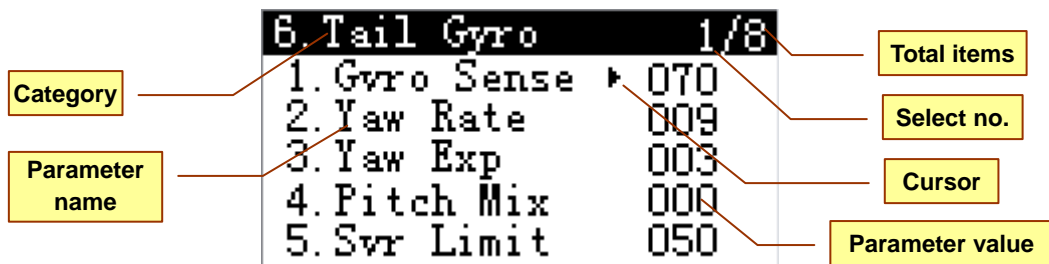 6.Tail Gyro 1/8
1.Gyro Sense ▸ 070
2.Yaw Rate 009
3.Yaw Exp 003
4.Pitch Mix 000
5.Svr Limit 050
Category
Parameter
name
Total items
Select no.
Cursor
Parameter value